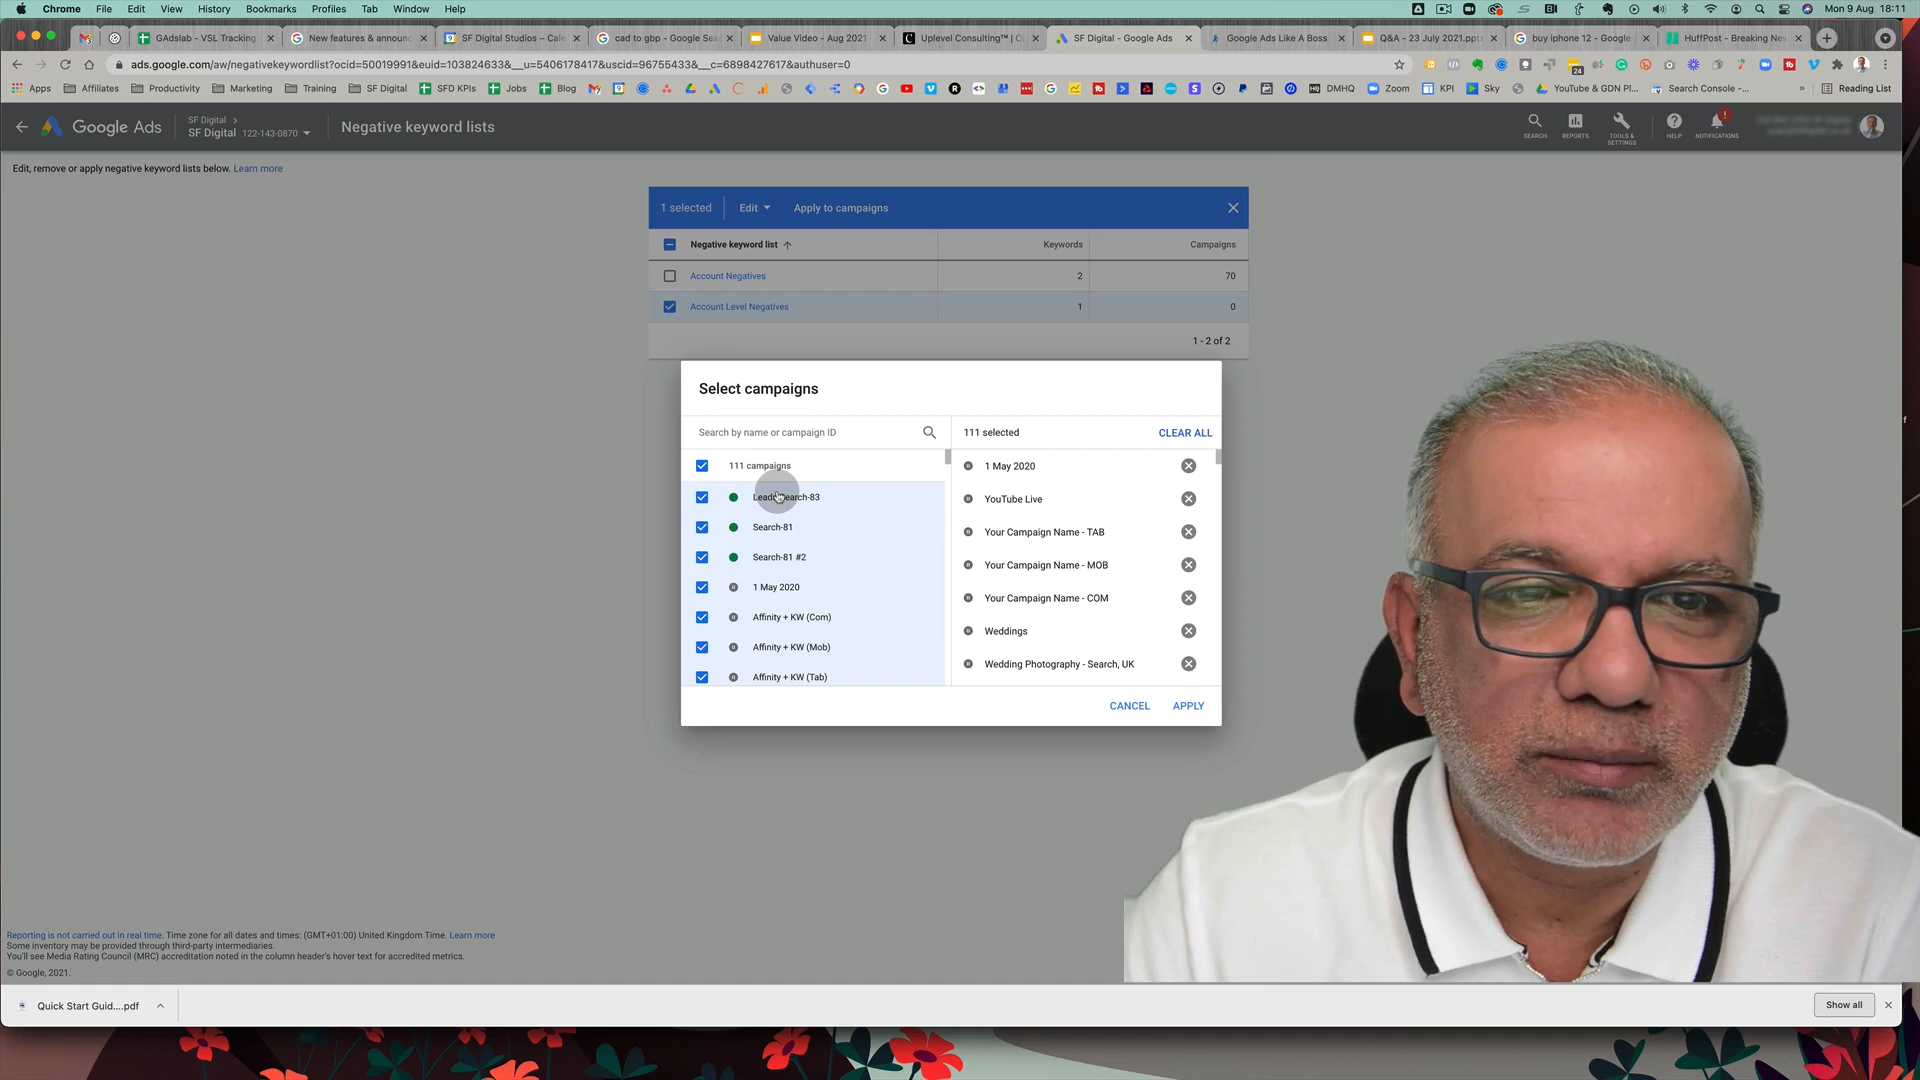 Chrome File Edit View History Bookmarks Profiles Tab Window Help Mon 9 Aug 18:11
GAdslab - VSL Tracking New features & announc SF Digital Studios – Cale cad to gbp - Google Sea Value Video - Aug 2021 Uplevel Consulting™ | C SF Digital - Google Ads Google Ads Like A Boss Q&A - 23 July 2021.pptx buy iphone 12 - Google HuffPost - Breaking New
ads.google.com/aw/negativekeywordlist?ocid=50019991&euid=103824633&__u=5406178417&uscid=96755433&__c=6898427617&authuser=0
24
Apps Affiliates Productivity Marketing Training SF Digital SFD KPIs Jobs Blog DMHQ Zoom KPI Sky YouTube & GDN Pl... Search Console -... » Reading List
Google Ads
SF Digital
SF Digital 122-143-0870
Negative keyword lists
SEARCH REPORTS TOOLS & SETTINGS HELP NOTIFICATIONS
Edit, remove or apply negative keyword lists below. Learn more
1 selected Edit Apply to campaigns
Negative keyword list Keywords Campaigns
Account Negatives 2 70
Account Level Negatives 1 0
1 - 2 of 2
Select campaigns
Search by name or campaign ID
111 selected CLEAR ALL
111 campaigns
Search-81
Search-81 #2
1 May 2020
Affinity + KW (Com)
Affinity + KW (Mob)
Affinity + KW (Tab)
1 May 2020
YouTube Live
Your Campaign Name - TAB
Your Campaign Name - MOB
Your Campaign Name - COM
Weddings
Wedding Photography - Search, UK
CANCEL APPLY
Reporting is not carried out in real time. Time zone for all dates and times: (GMT+01:00) United Kingdom Time. Learn more
Some inventory may be provided through third-party intermediaries.
You'll see Media Rating Council (MRC) accreditation noted in the column header's hover text for accredited metrics.
© Google, 2021.
Quick Start Guid....pdf
Show all